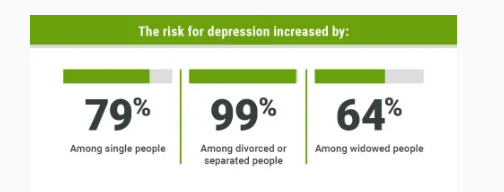 The risk for depression increased by:
79%
99%
64%
Among single people
Among divorced or
separated people
Among widowed people